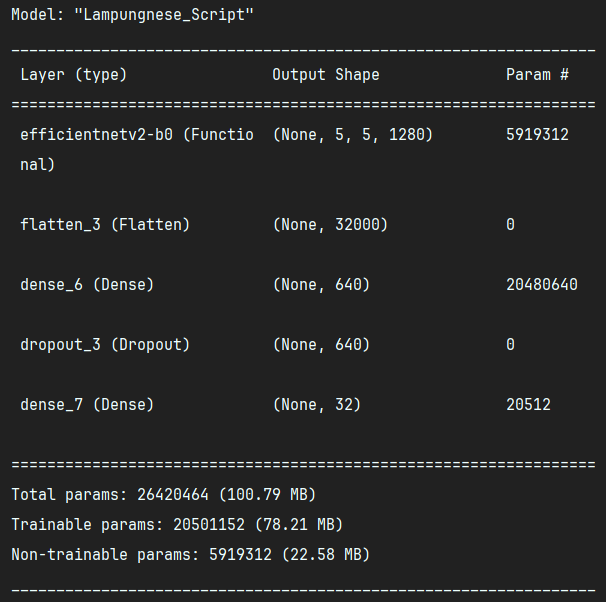 Model: "Lampungnese_Script"
_________________________________________________________________
Layer (type) Output Shape Param #
=================================================================
efficientnetv2-b0 (Functio (None, 5, 5, 1280) 5919312
nal)
flatten_3 (Flatten) (None, 32000) 0
dense_6 (Dense) (None, 640) 20480640
dropout_3 (Dropout) (None, 640) 0
dense_7 (Dense) (None, 32) 20512
=================================================================
Total params: 26420464 (100.79 MB)
Trainable params: 20501152 (78.21 MB)
Non-trainable params: 5919312 (22.58 MB)
_________________________________________________________________